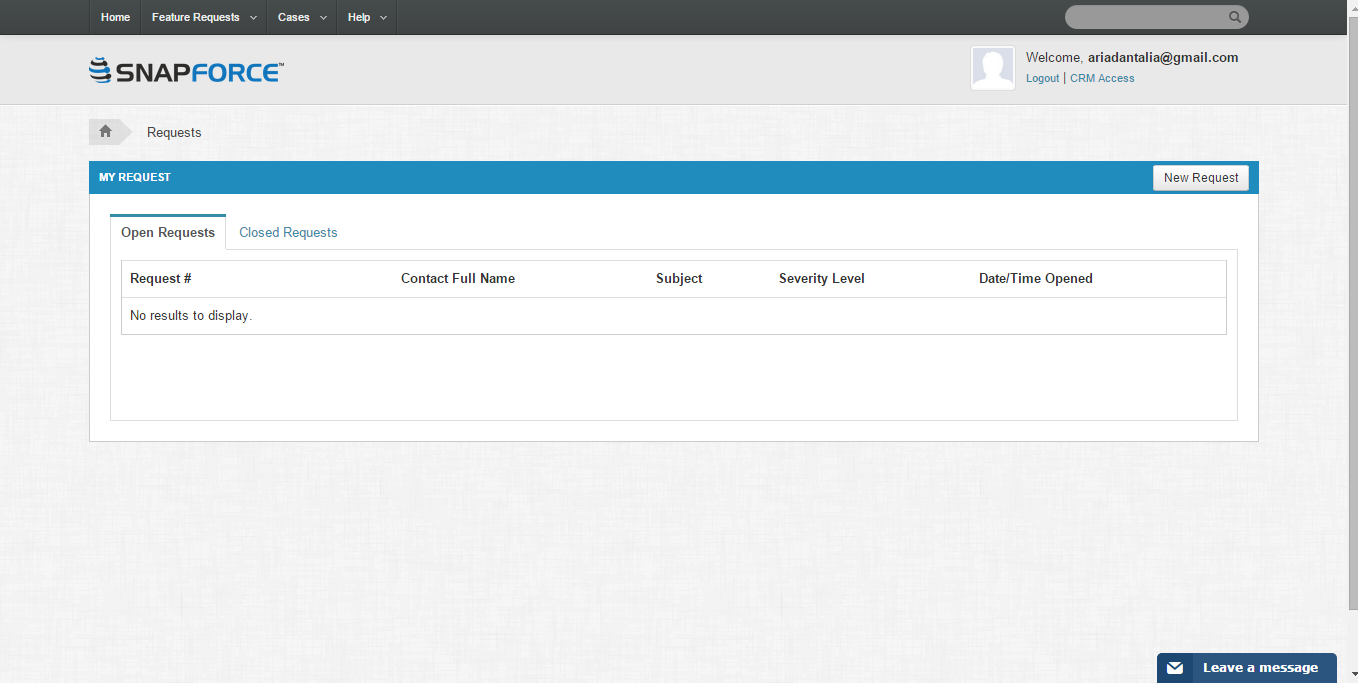 Home Feature Requests Cases Help
SNAPFORCE™
Welcome, ariadantalia@gmail.com
Logout | CRM Access
Requests
MY REQUEST New Request
Open Requests Closed Requests
Request # Contact Full Name Subject Severity Level Date/Time Opened
No results to display.
Leave a message